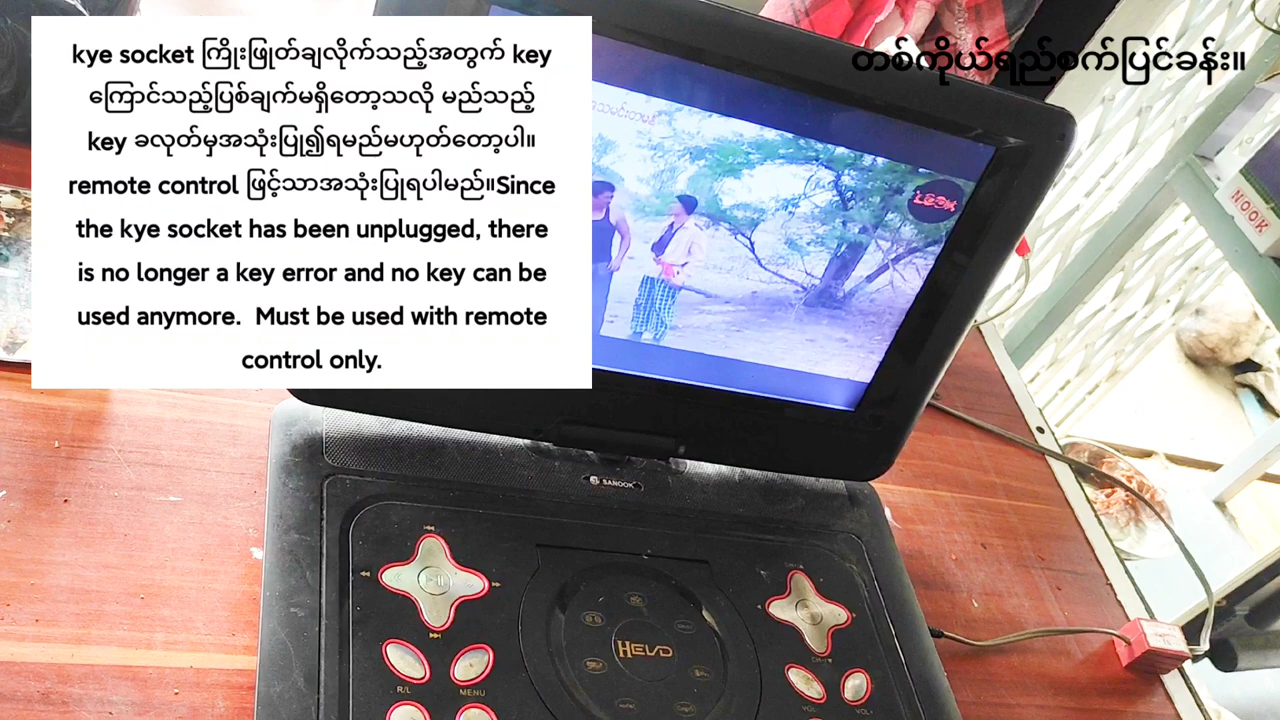 kye socket ကြိုးဖြုတ်ချလိုက်သည့်အတွက် key
ကြောင်သည့်ပြစ်ချက်မရှိတော့သလို မည်သည့်
key ခလုတ်မှအသုံးပြု၍ရမည်မဟုတ်တော့ပါ။
remote control ဖြင့်သာအသုံးပြုရပါမည်။Since
the kye socket has been unplugged, there
is no longer a key error and no key can be
used anymore.  Must be used with remote
control only.
တစ်ကိုယ်ရည်စက်ပြင်ခန်း။
LOOK
NOOK
SANOOK
HEVD
R/L
MENU
CH+/▲
CH-/▼
VOL-
VOL+